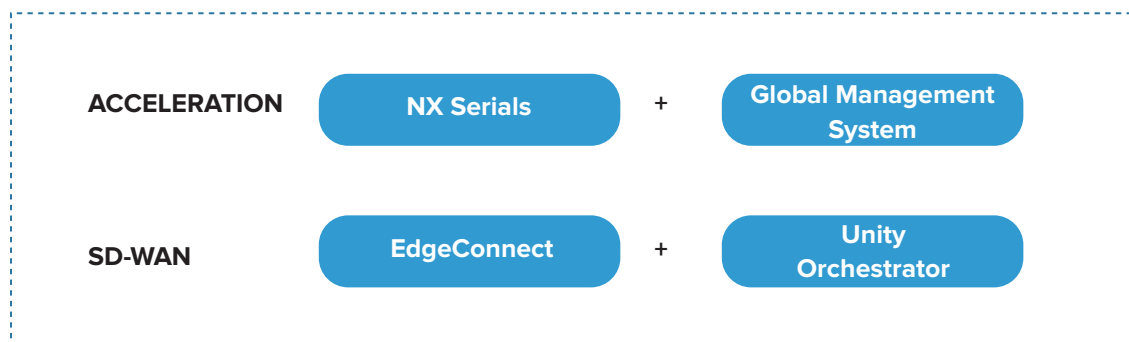 ACCELERATION
NX Serials
+
Global Management
System
SD-WAN
EdgeConnect
+
Unity
Orchestrator